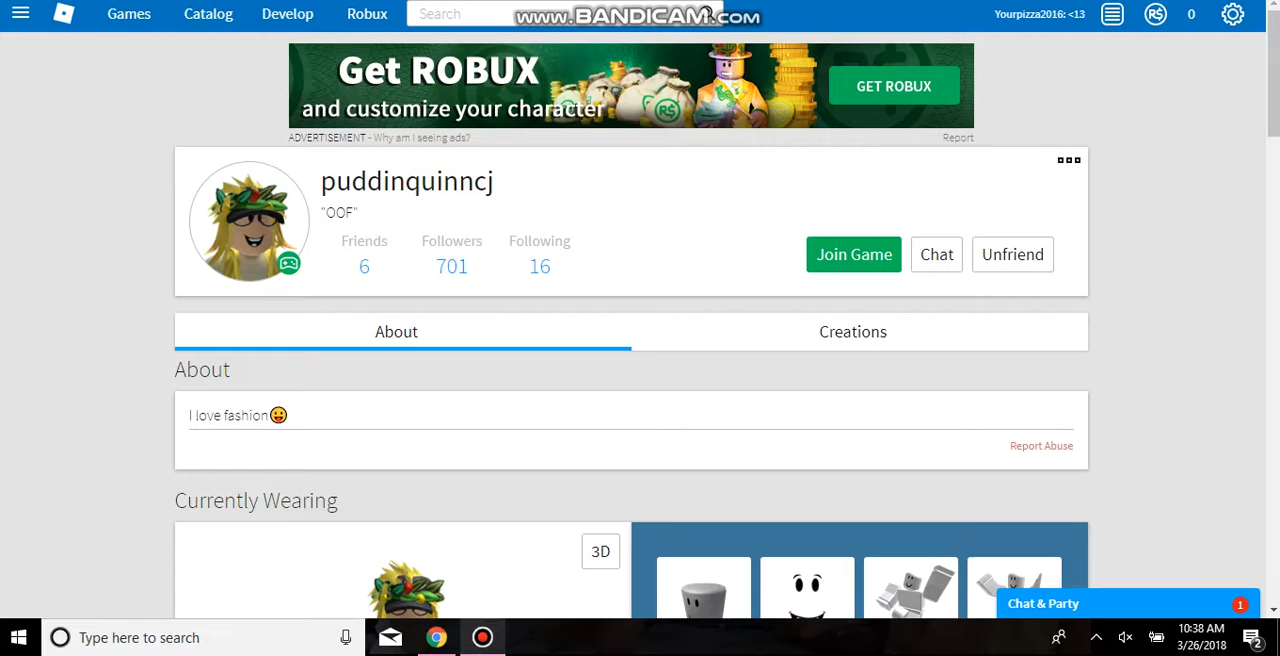 Games Catalog Develop Robux Search www.BANDICAM.com Yourpizza2016: <13 R$ 0
Get ROBUX
and customize your character
GET ROBUX
ADVERTISEMENT - Why am I seeing ads? Report
puddinquinncj
"OOF"
Friends Followers Following
6 701 16
Join Game Chat Unfriend
About Creations
About
I love fashion😛
Report Abuse
Currently Wearing
3D
Chat & Party 1
Type here to search
10:38 AM
3/26/2018
2